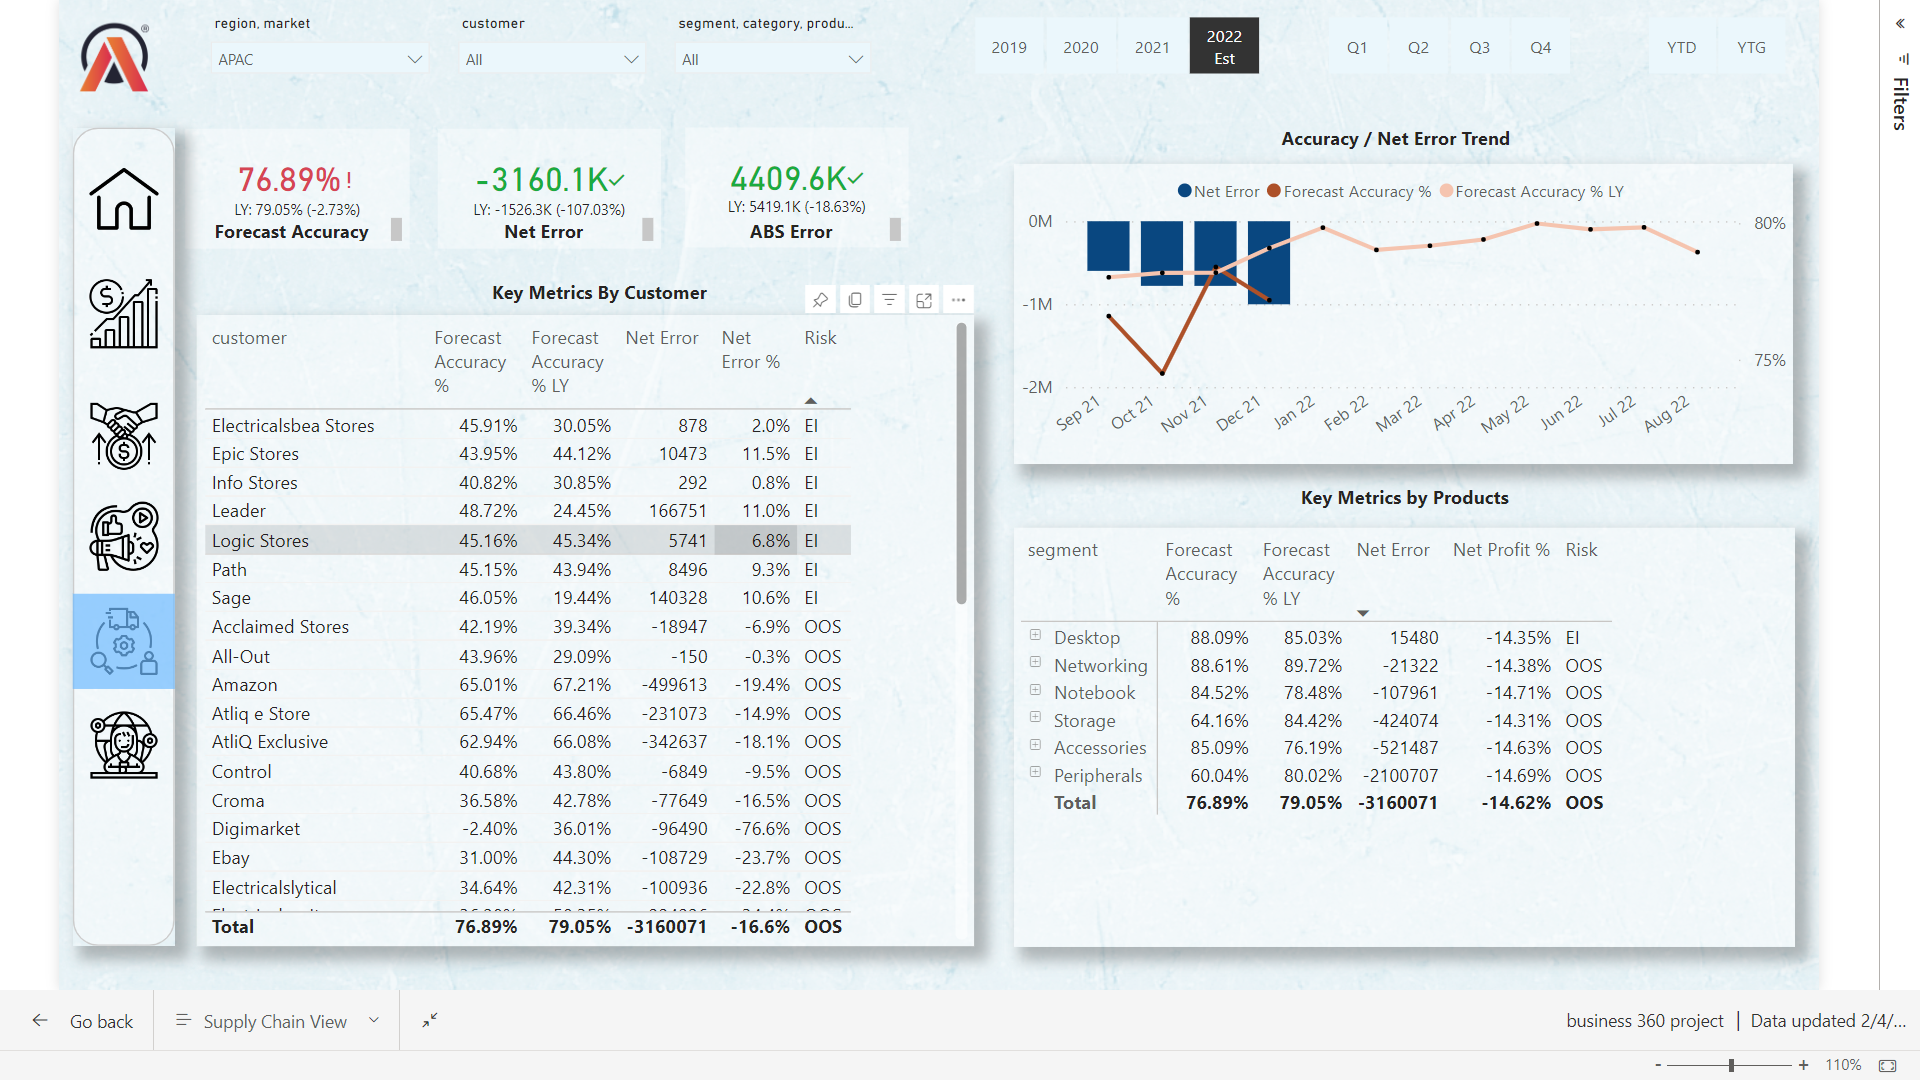 region, market
customer
segment, category, produ...
APAC
All
All
2019
2020
2021
2022
Est
Q1
Q2
Q3
Q4
YTD
YTG
Filters
76.89%!
LY: 79.05% (-2.73%)
Forecast Accuracy
-3160.1K
LY: -1526.3K (-107.03%)
Net Error
4409.6K
LY: 5419.1K (-18.63%)
ABS Error
Accuracy / Net Error Trend
Net Error Forecast Accuracy % Forecast Accuracy % LY
0M
-1M
-2M
80%
75%
Sep 21 Oct 21 Nov 21 Dec 21 Jan 22 Feb 22 Mar 22 Apr 22 May 22 Jun 22 Jul 22 Aug 22
Key Metrics By Customer
customer Forecast Accuracy % Forecast Accuracy % LY Net Error Net Error % Risk
Electricalsbea Stores 45.91% 30.05% 878 2.0% EI
Epic Stores 43.95% 44.12% 10473 11.5% EI
Info Stores 40.82% 30.85% 292 0.8% EI
Leader 48.72% 24.45% 166751 11.0% EI
Logic Stores 45.16% 45.34% 5741 6.8% EI
Path 45.15% 43.94% 8496 9.3% EI
Sage 46.05% 19.44% 140328 10.6% EI
Acclaimed Stores 42.19% 39.34% -18947 -6.9% OOS
All-Out 43.96% 29.09% -150 -0.3% OOS
Amazon 65.01% 67.21% -499613 -19.4% OOS
Atliq e Store 65.47% 66.46% -231073 -14.9% OOS
AtliQ Exclusive 62.94% 66.08% -342637 -18.1% OOS
Control 40.68% 43.80% -6849 -9.5% OOS
Croma 36.58% 42.78% -77649 -16.5% OOS
Digimarket -2.40% 36.01% -96490 -76.6% OOS
Ebay 31.00% 44.30% -108729 -23.7% OOS
Electricalslytical 34.64% 42.31% -100936 -22.8% OOS
Total 76.89% 79.05% -3160071 -16.6% OOS
Key Metrics by Products
segment Forecast Accuracy % Forecast Accuracy % LY Net Error Net Profit % Risk
Desktop 88.09% 85.03% 15480 -14.35% EI
Networking 88.61% 89.72% -21322 -14.38% OOS
Notebook 84.52% 78.48% -107961 -14.71% OOS
Storage 64.16% 84.42% -424074 -14.31% OOS
Accessories 85.09% 76.19% -521487 -14.63% OOS
Peripherals 60.04% 80.02% -2100707 -14.69% OOS
Total 76.89% 79.05% -3160071 -14.62% OOS
Go back
Supply Chain View
business 360 project | Data updated 2/4/...
- + 110%